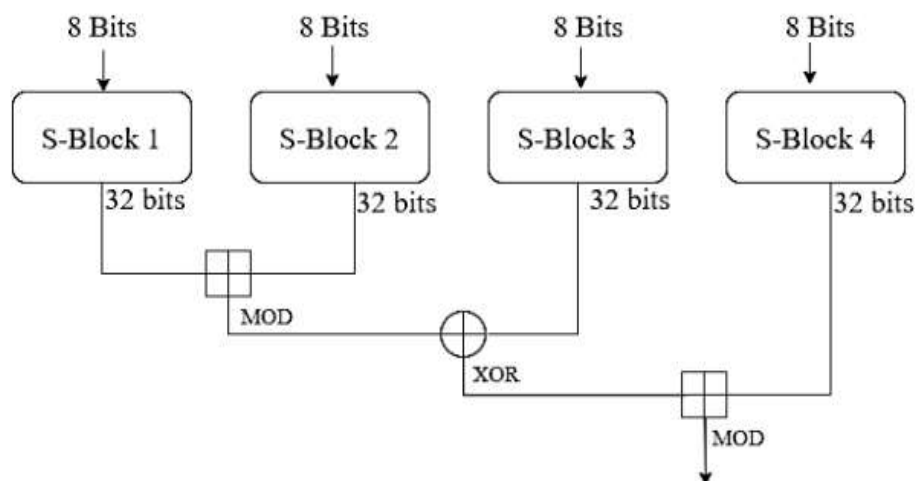 8 Bits 8 Bits 8 Bits 8 Bits
S-Block 1 S-Block 2 S-Block 3 S-Block 4
32 bits 32 bits 32 bits 32 bits
MOD
XOR
MOD